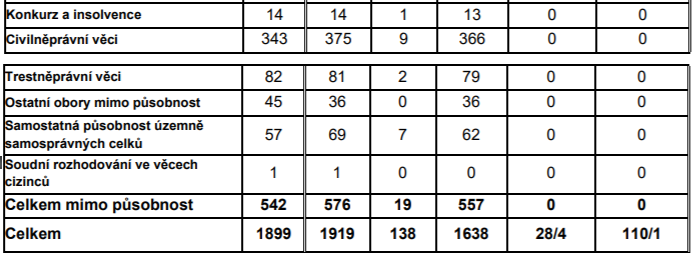 Konkurz a insolvence 14 14 1 13 0 0
Civilněprávní věci 343 375 9 366 0 0
Trestněprávní věci 82 81 2 79 0 0
Ostatní obory mimo působnost 45 36 0 36 0 0
Samostatná působnost územně
samosprávných celků 57 69 7 62 0 0
Soudní rozhodování ve věcech
cizinců 1 1 0 0 0 0
Celkem mimo působnost 542 576 19 557 0 0
Celkem 1899 1919 138 1638 28/4 110/1